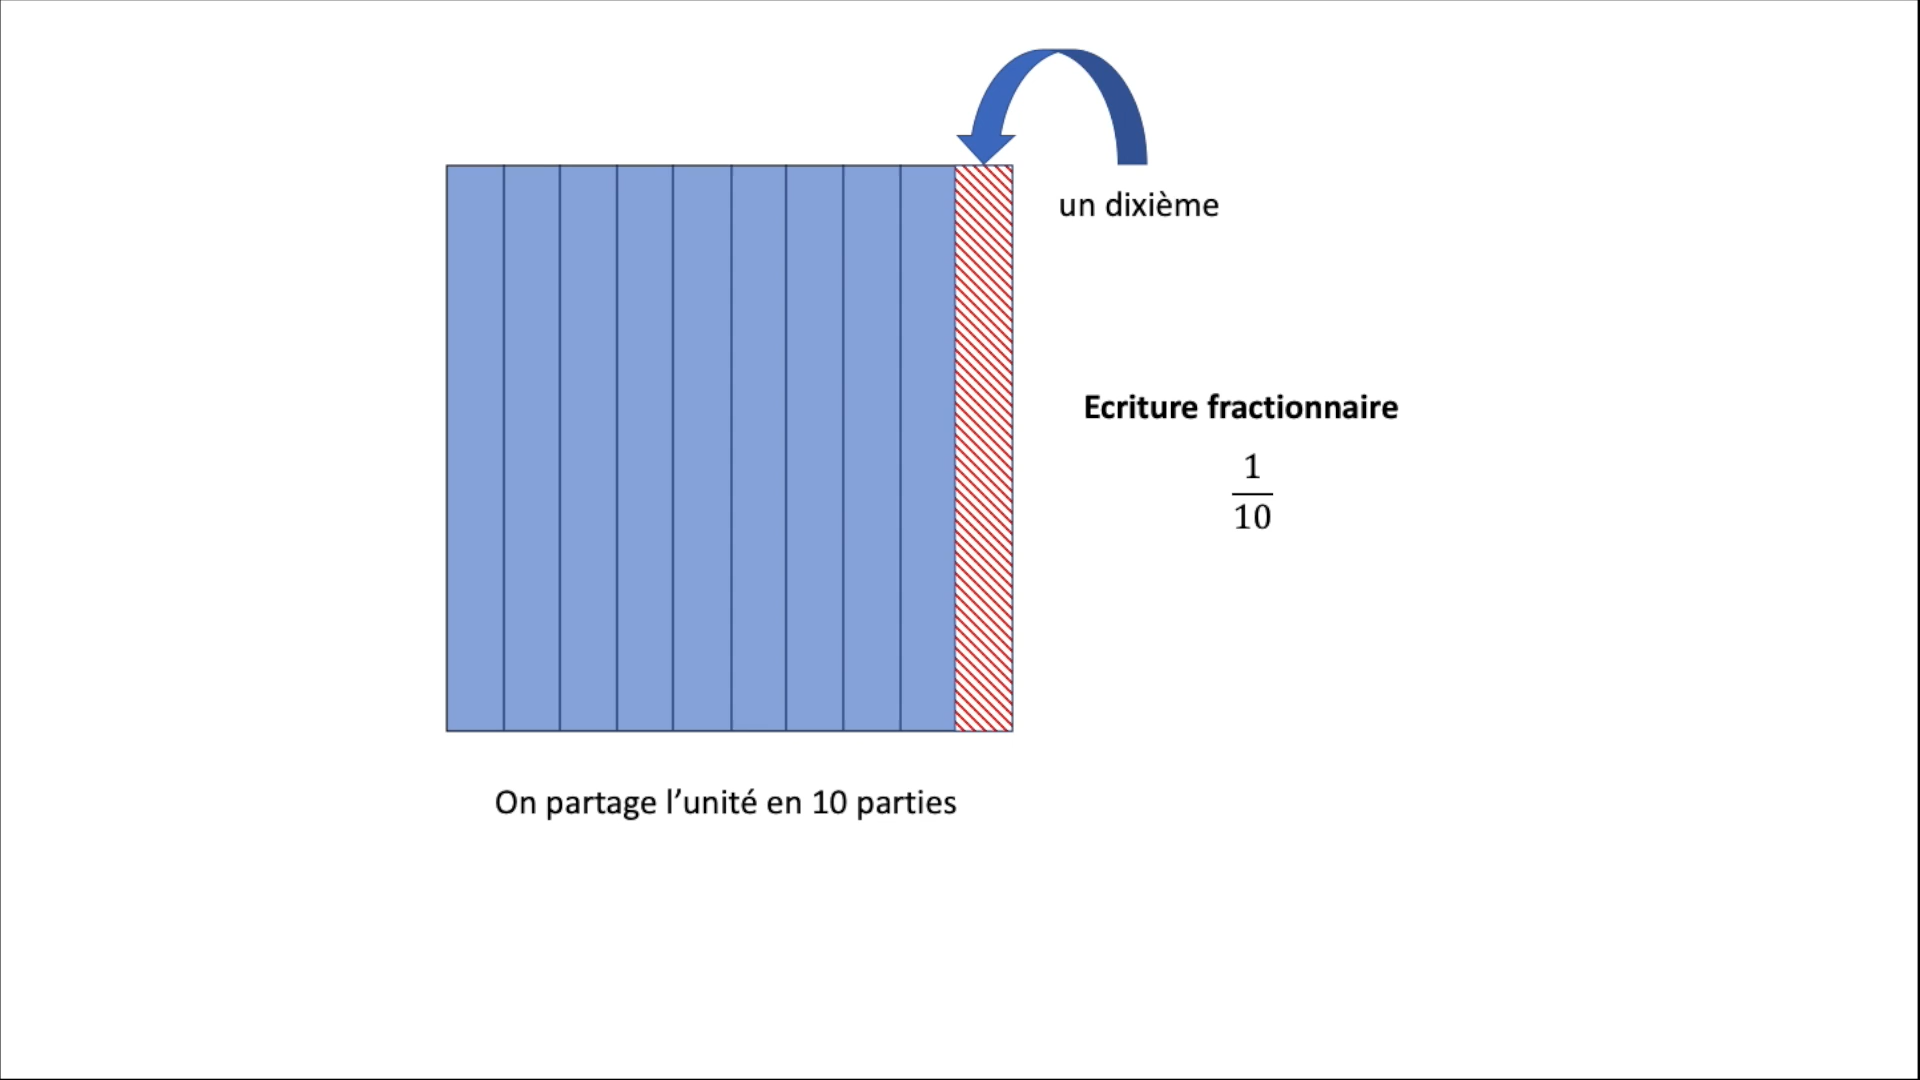 un dixième
Ecriture fractionnaire
1
10
On partage l’unité en 10 parties